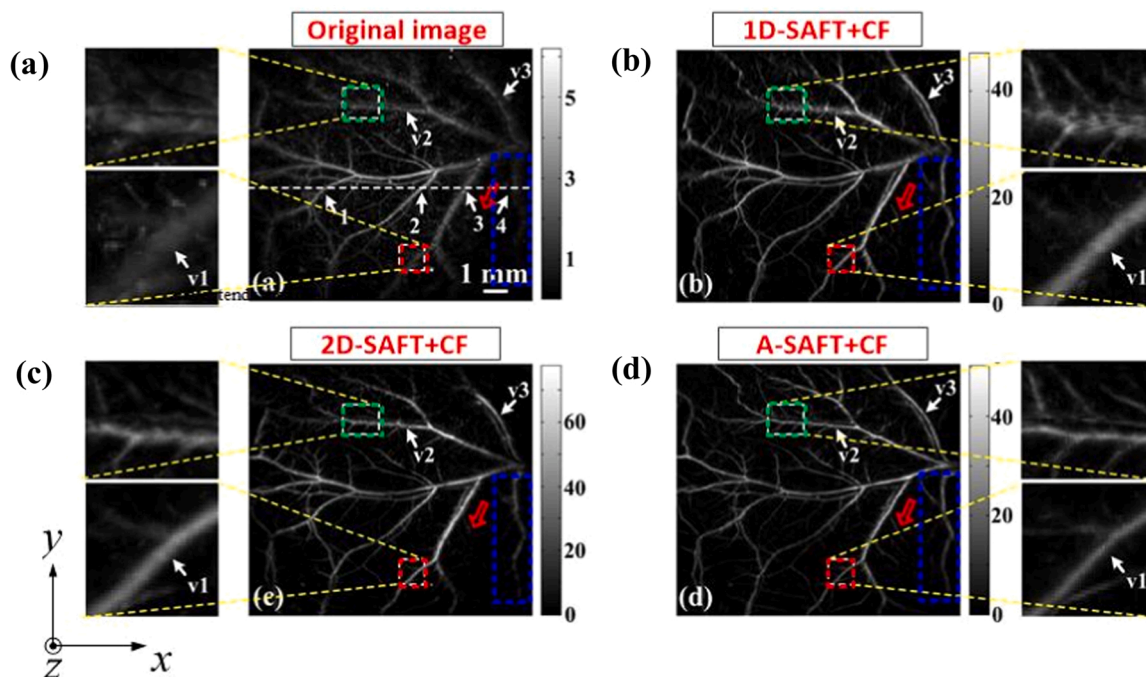 Original image
1D-SAFT+CF
(a)
(b)
v3
v2
v1
1
2
3
4
(a)
1 mm
tend
5
3
1
v3
v2
v1
(b)
40
20
0
2D-SAFT+CF
A-SAFT+CF
(c)
(d)
v3
v2
v1
(c)
60
40
20
0
v3
v2
v1
(d)
40
20
0
y
z
x